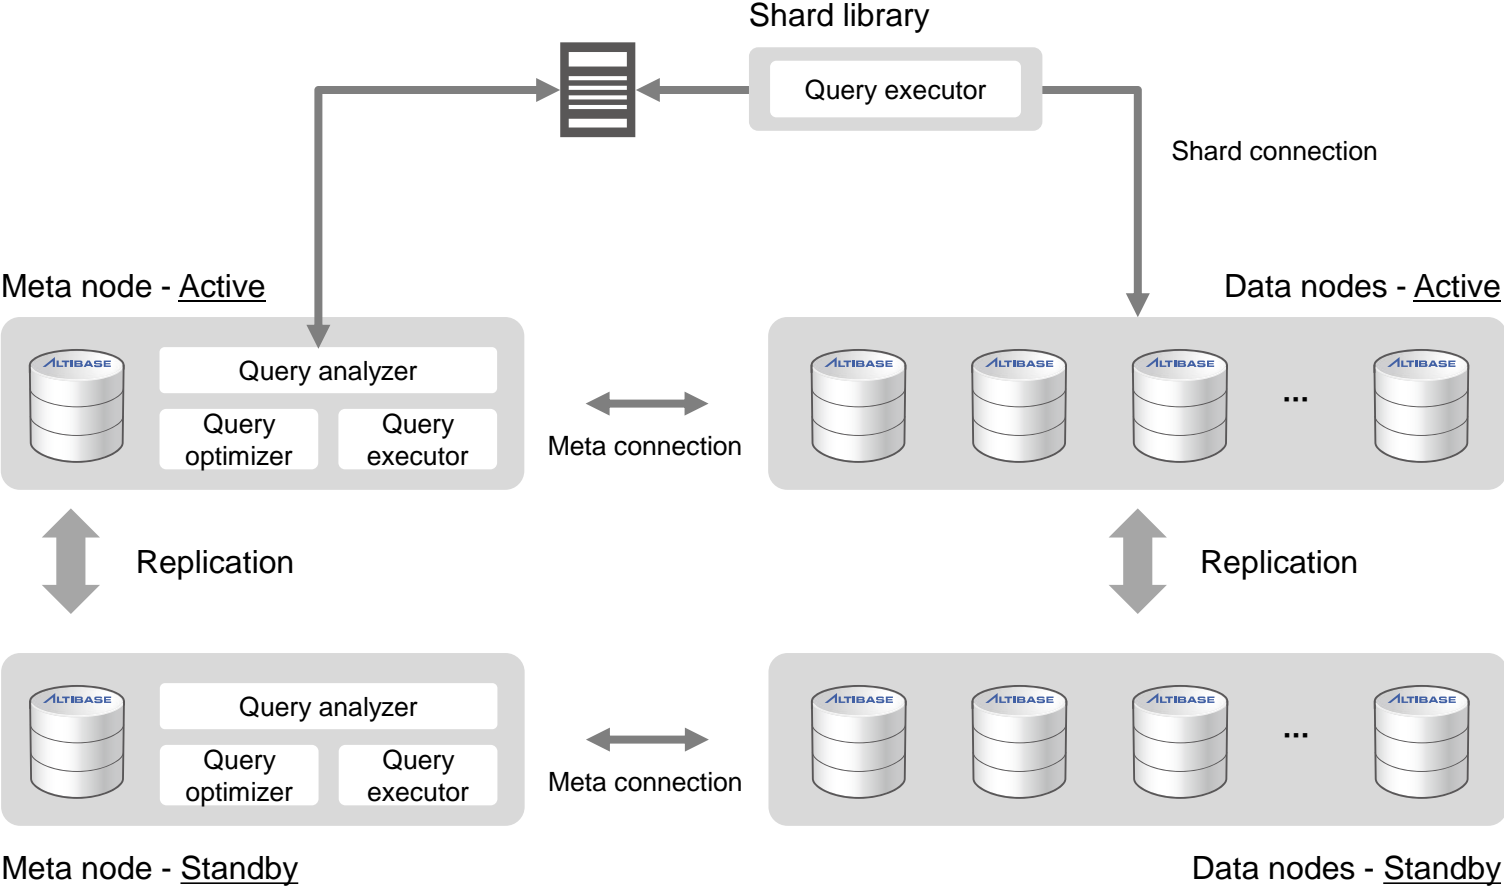 Shard library
Query executor
Shard connection
Meta node - Active
Data nodes - Active
ALTIBASE
Query analyzer
Query
optimizer
Query
executor
Meta connection
ALTIBASE
ALTIBASE
ALTIBASE
...
ALTIBASE
Replication
Replication
ALTIBASE
Query analyzer
Query
optimizer
Query
executor
Meta connection
ALTIBASE
ALTIBASE
ALTIBASE
...
ALTIBASE
Meta node - Standby
Data nodes - Standby